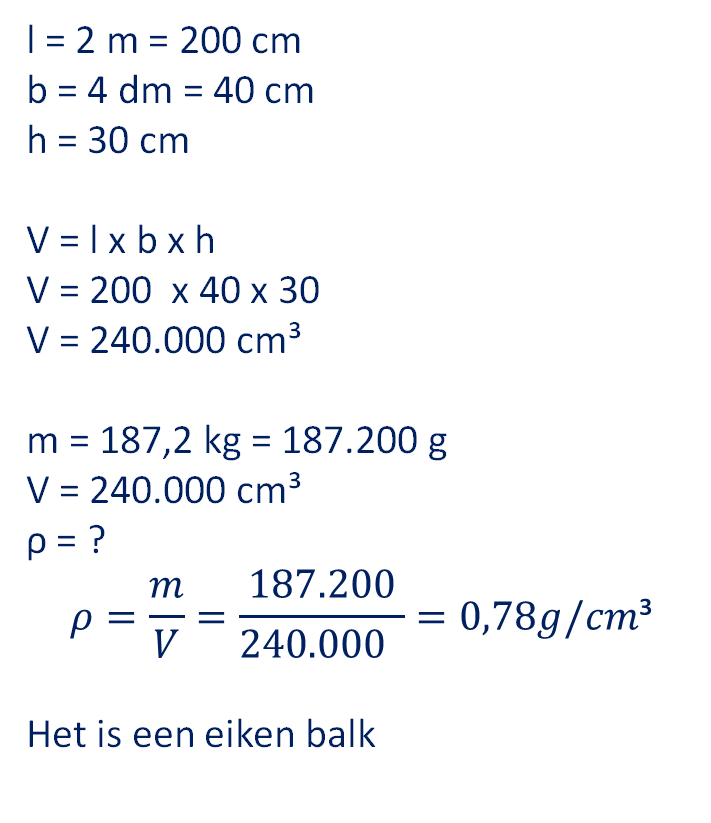 l = 2 m = 200 cm
b = 4 dm = 40 cm
h = 30 cm
V = l x b x h
V = 200 x 40 x 30
V = 240.000 cm³
m = 187,2 kg = 187.200 g
V = 240.000 cm³
ρ = ?
ρ = m/V = 187.200/240.000 = 0,78g/cm³
Het is een eiken balk